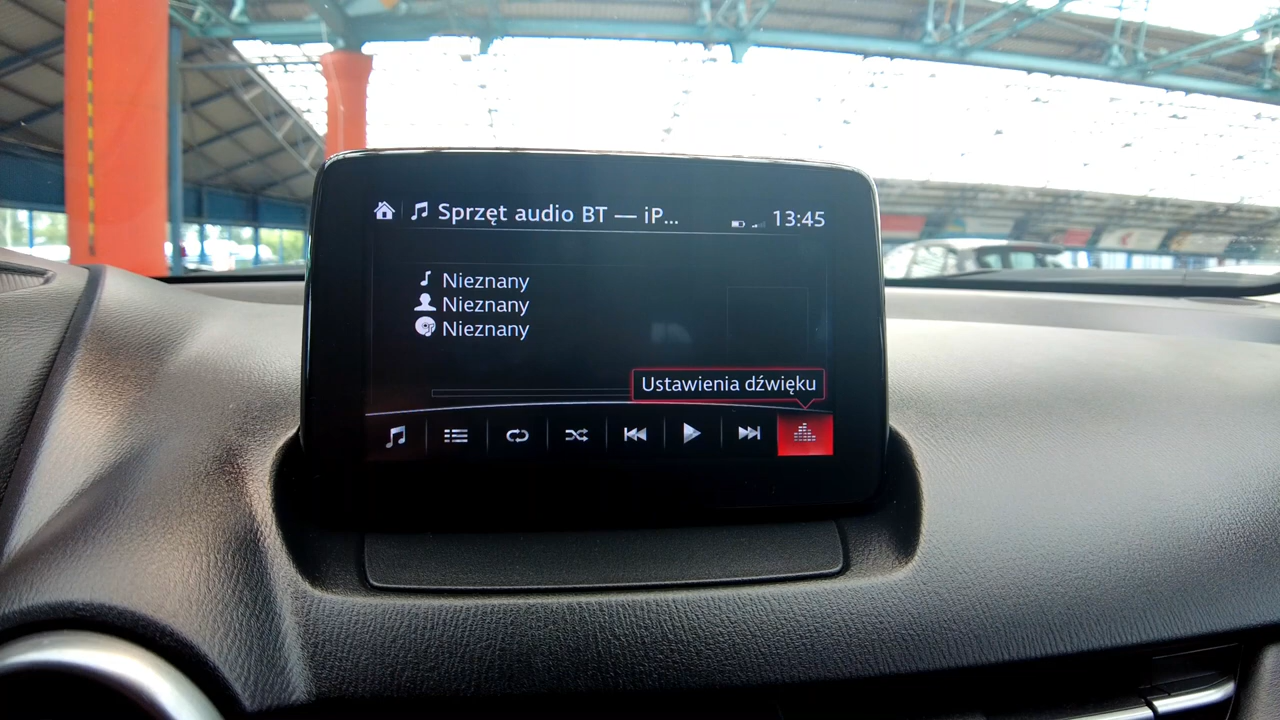 Sprzęt audio BT — iP...
13:45
Nieznany
Nieznany
Nieznany
Ustawienia dźwięku